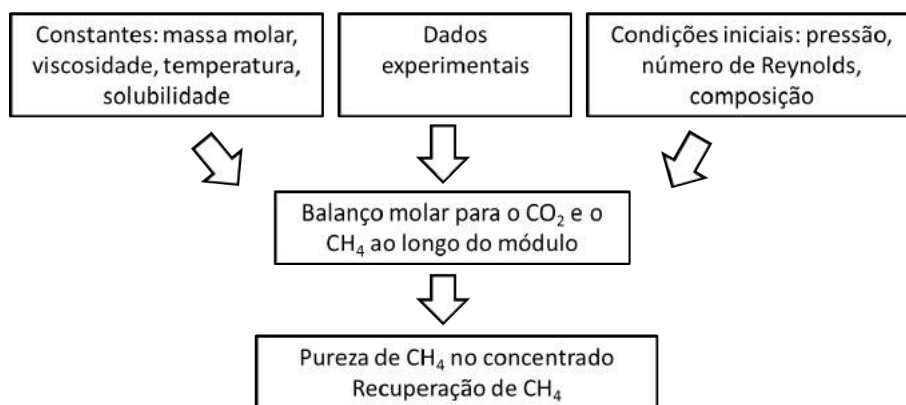 Constantes: massa molar,
viscosidade, temperatura,
solubilidade
Dados
experimentais
Condições iniciais: pressão,
número de Reynolds,
composição
Balanço molar para o CO₂ e o
CH₄ ao longo do módulo
Pureza de CH₄ no concentrado
Recuperação de CH₄